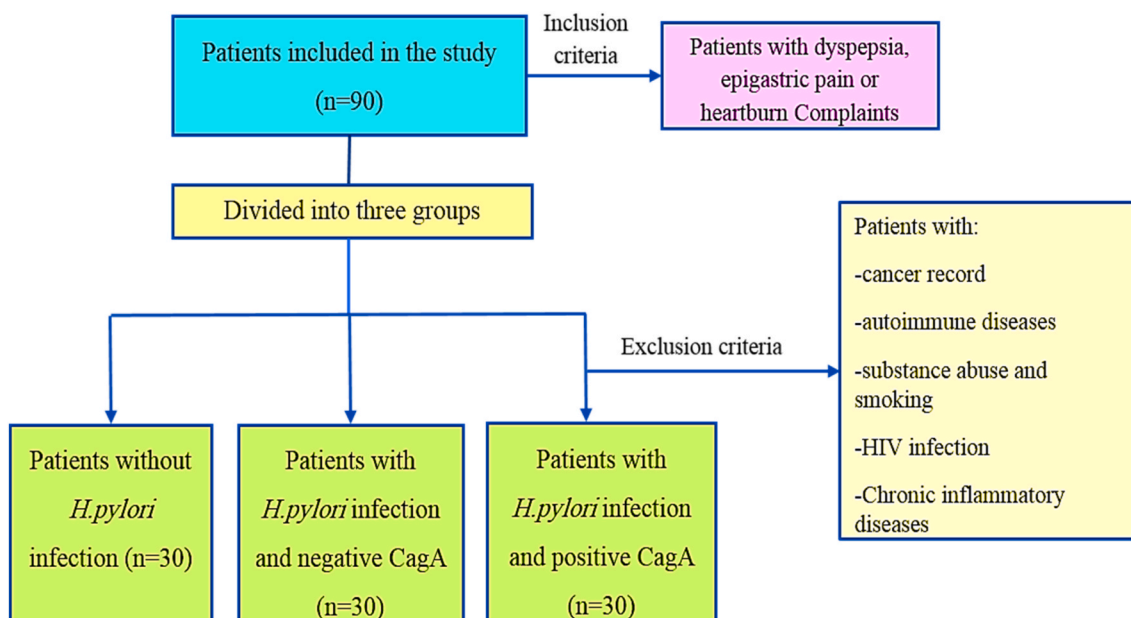 Patients included in the study
(n=90)
Inclusion
criteria
Patients with dyspepsia,
epigastric pain or
heartburn Complaints
Divided into three groups
Exclusion criteria
Patients with:
-cancer record
-autoimmune diseases
-substance abuse and
smoking
-HIV infection
-Chronic inflammatory
diseases
Patients without
H.pylori
infection (n=30)
Patients with
H.pylori infection
and negative CagA
(n=30)
Patients with
H.pylori infection
and positive CagA
(n=30)